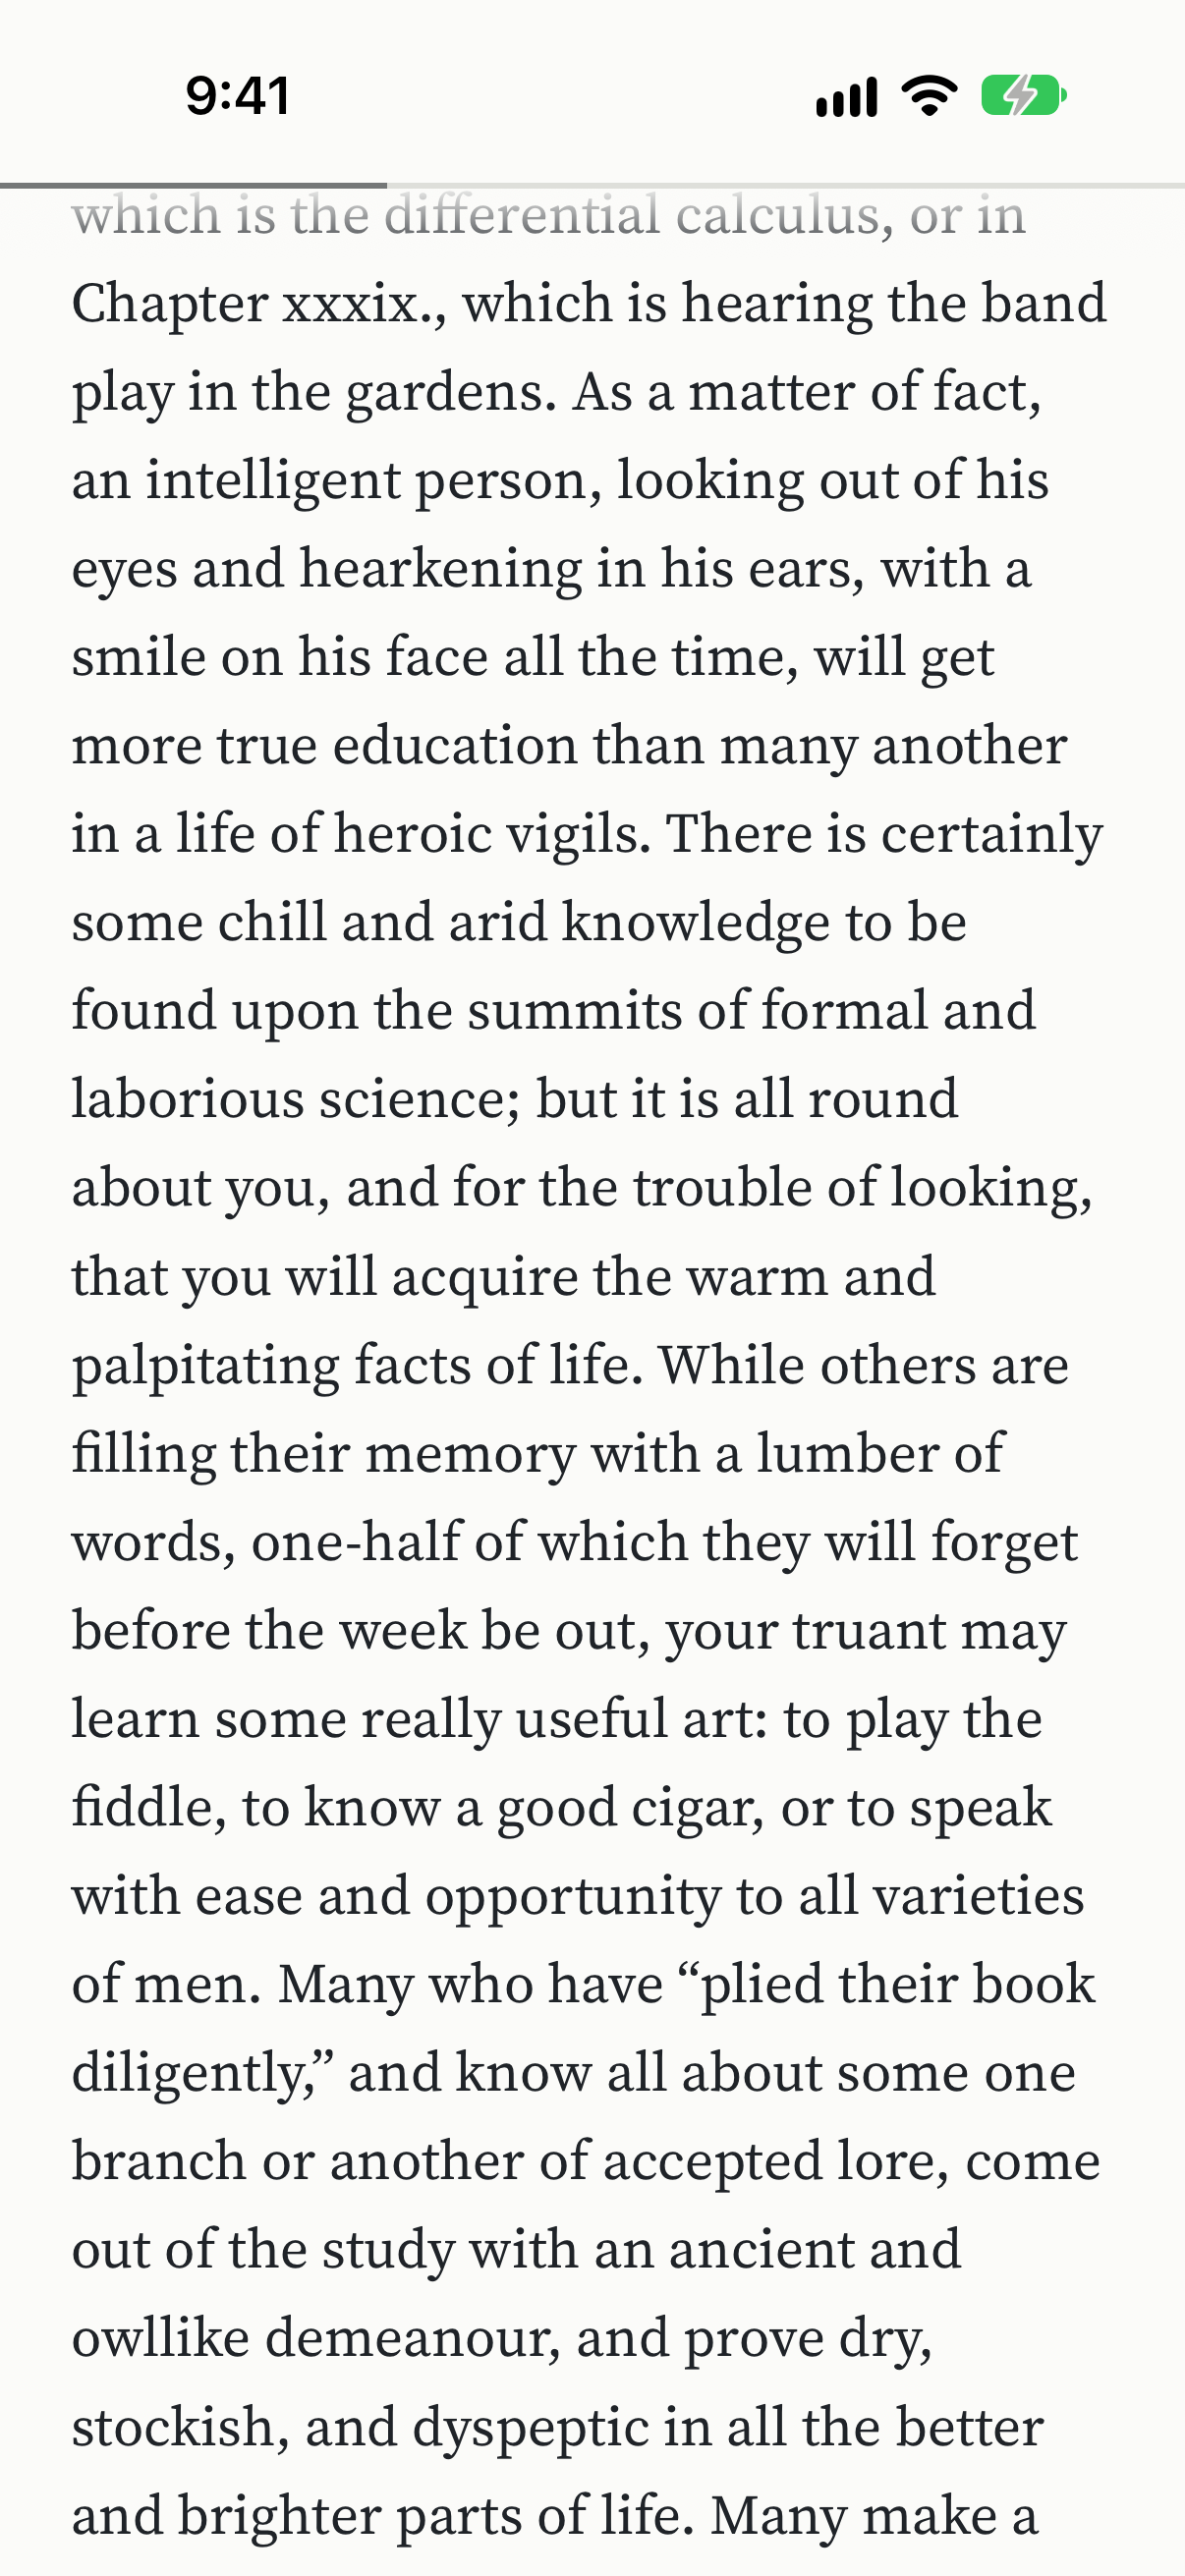 9:41
which is the differential calculus, or in
Chapter xxxix., which is hearing the band
play in the gardens. As a matter of fact,
an intelligent person, looking out of his
eyes and hearkening in his ears, with a
smile on his face all the time, will get
more true education than many another
in a life of heroic vigils. There is certainly
some chill and arid knowledge to be
found upon the summits of formal and
laborious science; but it is all round
about you, and for the trouble of looking,
that you will acquire the warm and
palpitating facts of life. While others are
filling their memory with a lumber of
words, one-half of which they will forget
before the week be out, your truant may
learn some really useful art: to play the
fiddle, to know a good cigar, or to speak
with ease and opportunity to all varieties
of men. Many who have “plied their book
diligently,” and know all about some one
branch or another of accepted lore, come
out of the study with an ancient and
owllike demeanour, and prove dry,
stockish, and dyspeptic in all the better
and brighter parts of life. Many make a